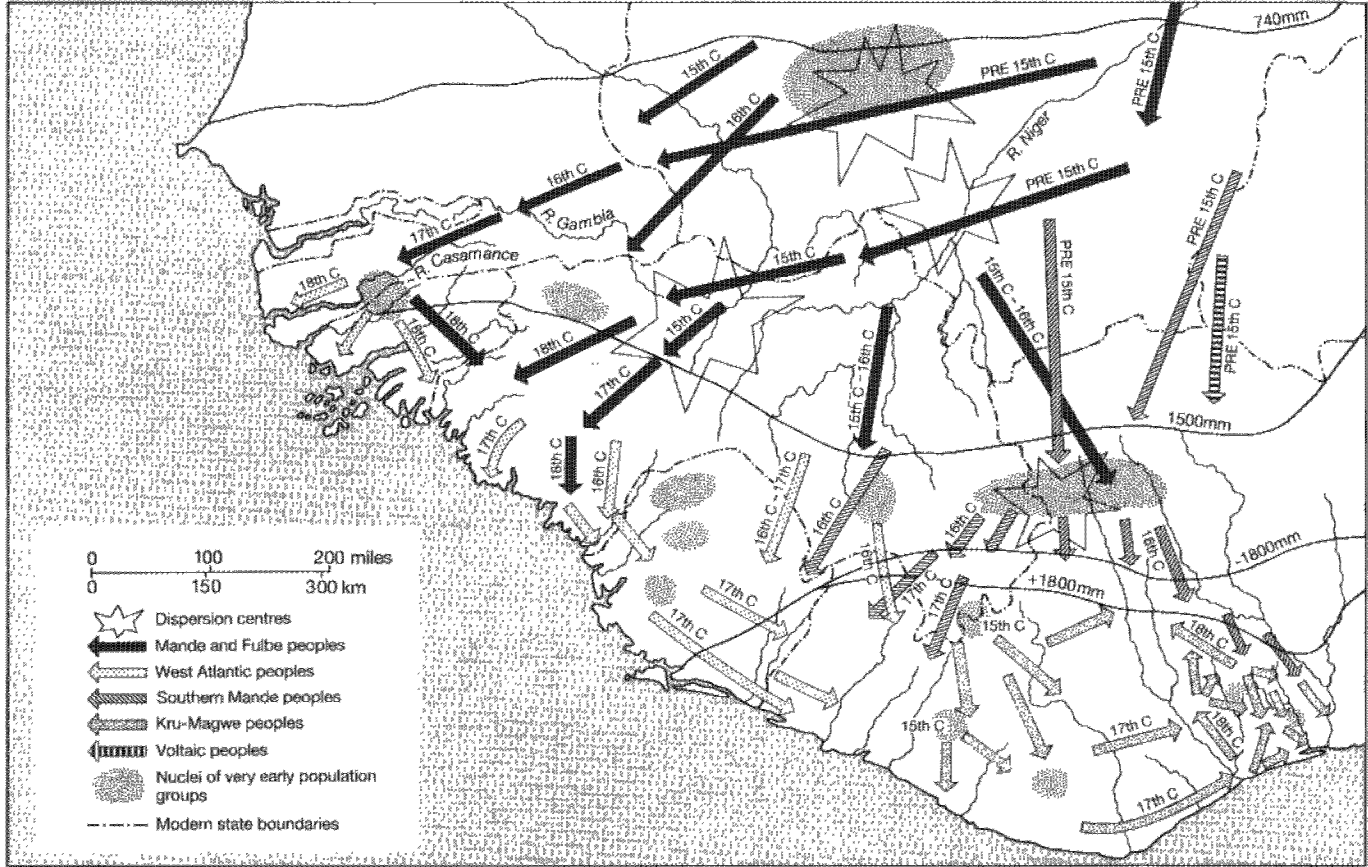 740mm
15th C
PRE 15th C
PRE 15th C
16th C
R. Niger
16th C
PRE 15th C
PRE 15th C
R. Gambia
17th C
R. Casamance
15th C
PRE 15th C
18th C
15th C - 16th C
PRE 15th C
18th C
15th C
18th C
16th C
15th C - 16th C
17th C
1500mm
17th C
18th C
16th C
16th C - 17th C
16th C
16th C
16th C
16th C
-1800mm
+1800mm
17th C
17th C
17th C
17th C
15th C
18th C
15th C
17th C
18th C
17th C
0 100 200 miles
0 150 300 km
Dispersion centres
Mande and Fulbe peoples
West Atlantic peoples
Southern Mande peoples
Kru-Magwe peoples
Voltaic peoples
Nuclei of very early population
groups
Modern state boundaries